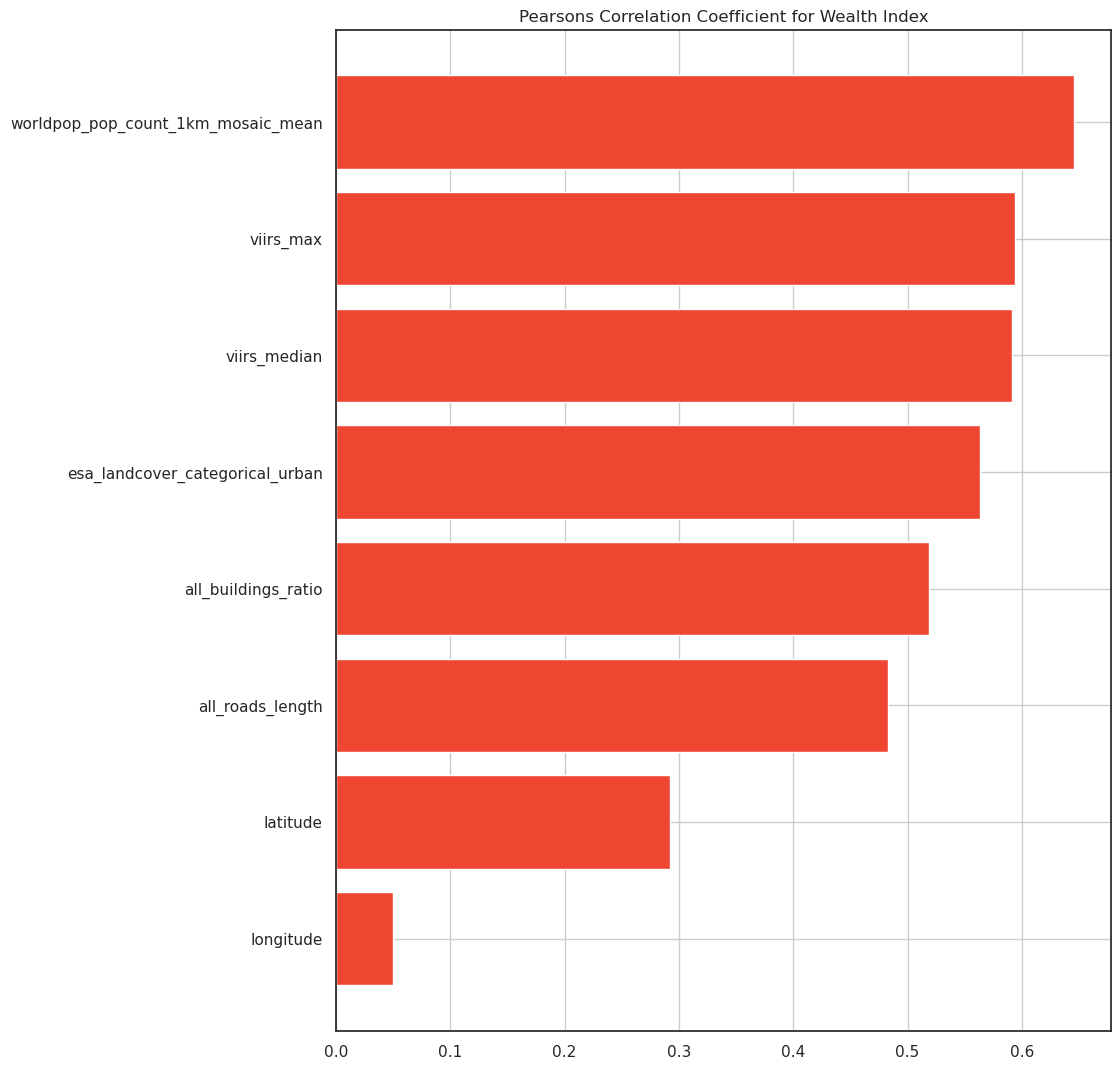 Pearsons Correlation Coefficient for Wealth Index
worldpop_pop_count_1km_mosaic_mean
viirs_max
viirs_median
esa_landcover_categorical_urban
all_buildings_ratio
all_roads_length
latitude
longitude
0.0 0.1 0.2 0.3 0.4 0.5 0.6